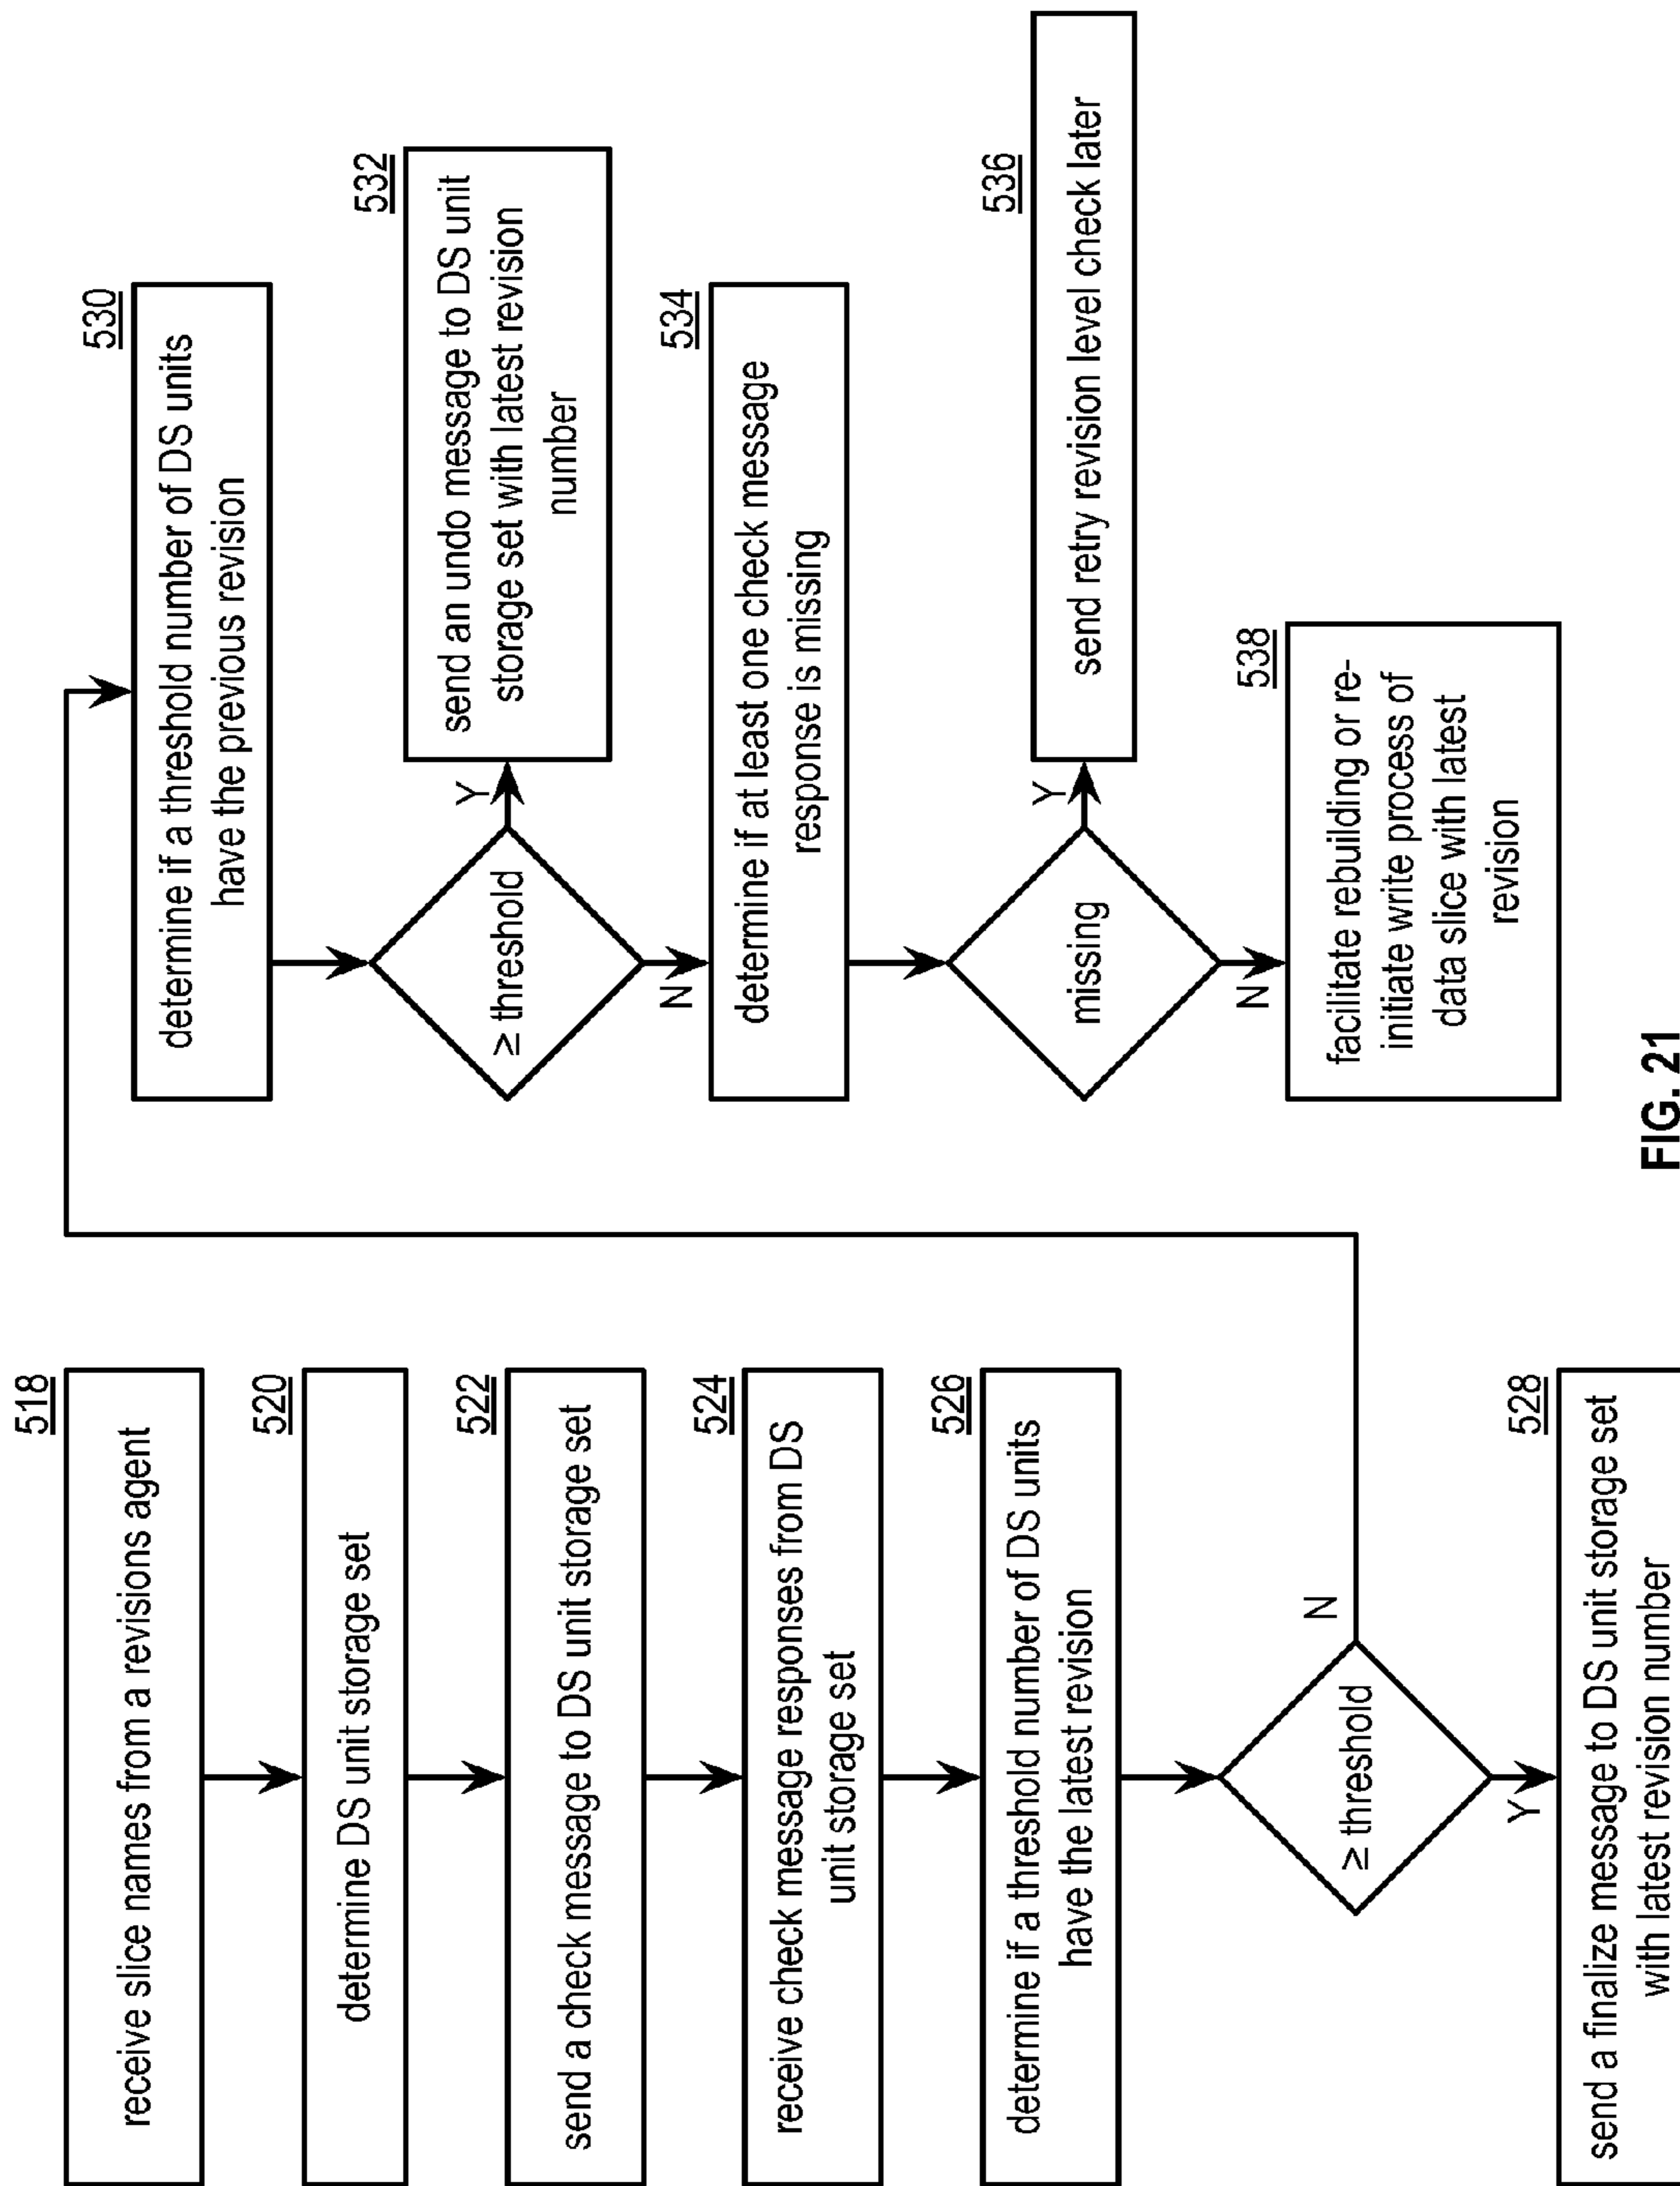 518
receive slice names from a revisions agent
520
determine DS unit storage set
522
send a check message to DS unit storage set
524
receive check message responses from DS
unit storage set
526
determine if a threshold number of DS units
have the latest revision
≥ threshold
N
Y
528
send a finalize message to DS unit storage set
with latest revision number
530
determine if a threshold number of DS units
have the previous revision
≥ threshold
Y
532
send an undo message to DS unit
storage set with latest revision
number
N
534
determine if at least one check message
response is missing
missing
Y
536
send retry revision level check later
N
538
facilitate rebuilding or re-
initiate write process of
data slice with latest
revision
FIG. 21